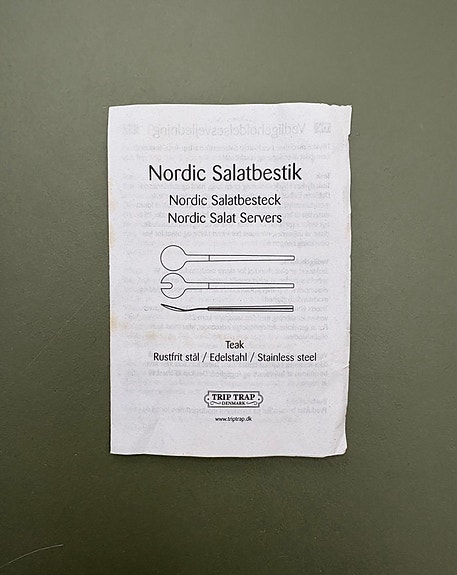 Nordic Salatbestik
Nordic Salatbesteck
Nordic Salat Servers
Teak
Rustfrit stål / Edelstahl / Stainless steel
TRIP TRAP
DENMARK
www.triptrap.dk